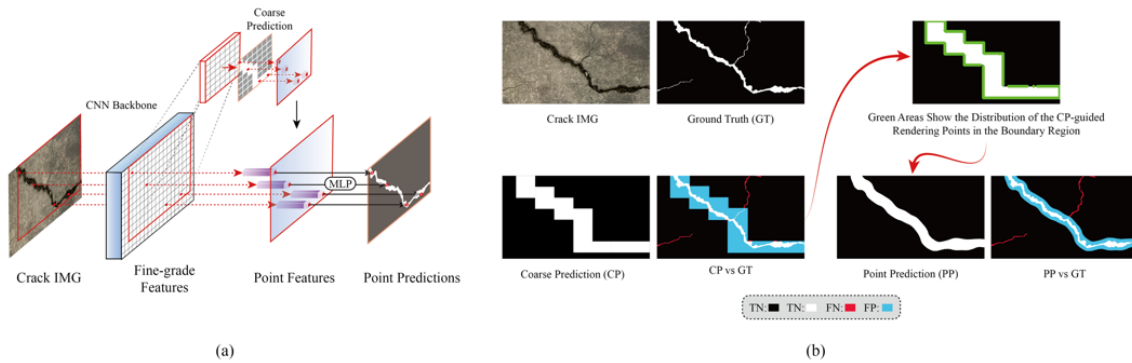 Coarse
Prediction
CNN Backbone
MLP
Crack IMG
Fine-grade
Features
Point Features
Point Predictions
(a)
Crack IMG
Ground Truth (GT)
Green Areas Show the Distribution of the CP-guided
Rendering Points in the Boundary Region
Coarse Prediction (CP)
CP vs GT
Point Prediction (PP)
PP vs GT
TN: TN: FN: FP:
(b)